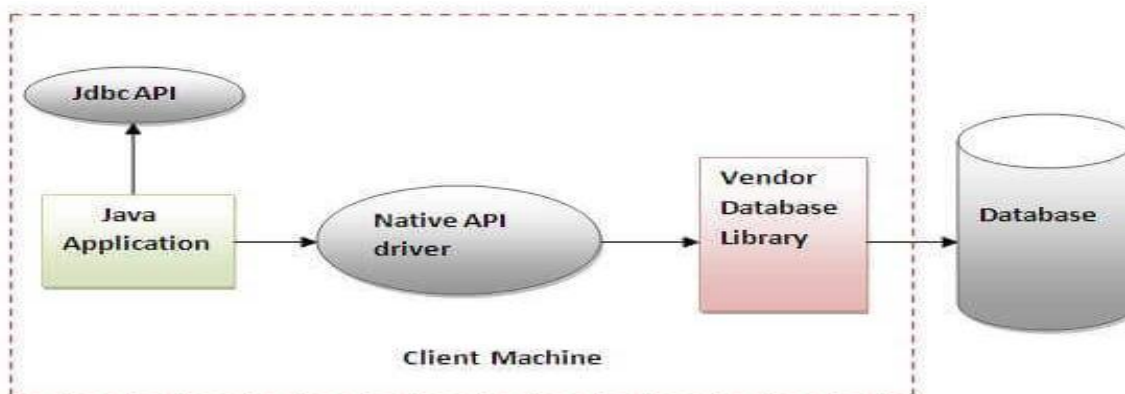 Jdbc API
Java
Application
Native API
driver
Vendor
Database
Library
Database
Client Machine